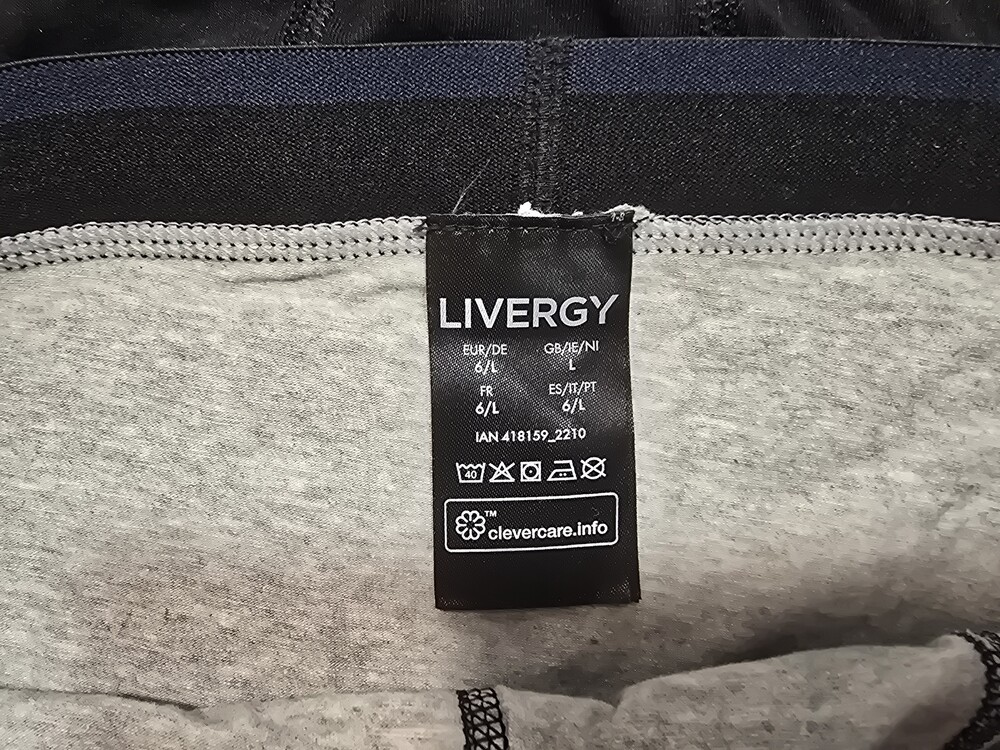 LIVERGY
EUR/DE GB/IE/NI
6/L L
FR ES/IT/PT
6/L 6/L
IAN 418159_2210
40
™ clevercare.info